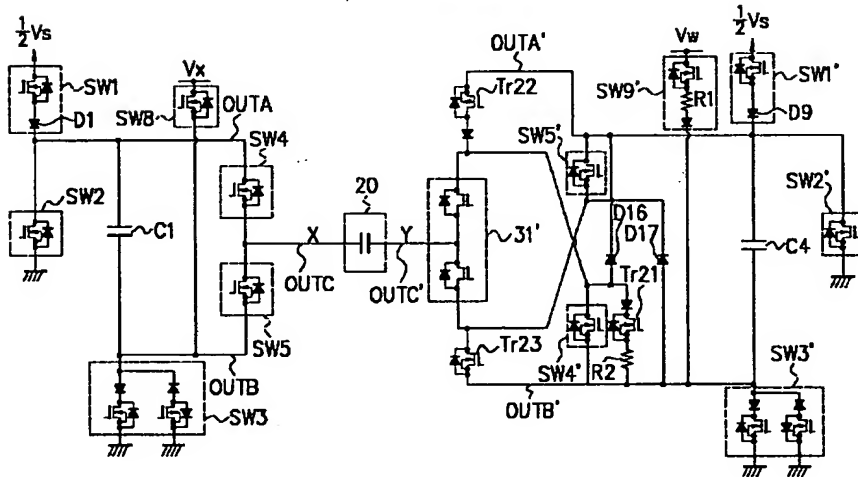 ½Vs
SW1
D1
Vx
SW8
OUTA
SW4
SW2
C1
X
20
Y
OUTC
OUTC'
SW5
OUTB
SW3
OUTA'
Tr22
SW5'
31'
D16
D17
Tr21
Tr23
SW4'
R2
OUTB'
Vw
SW9'
R1
½Vs
SW1'
D9
SW2'
C4
SW3'